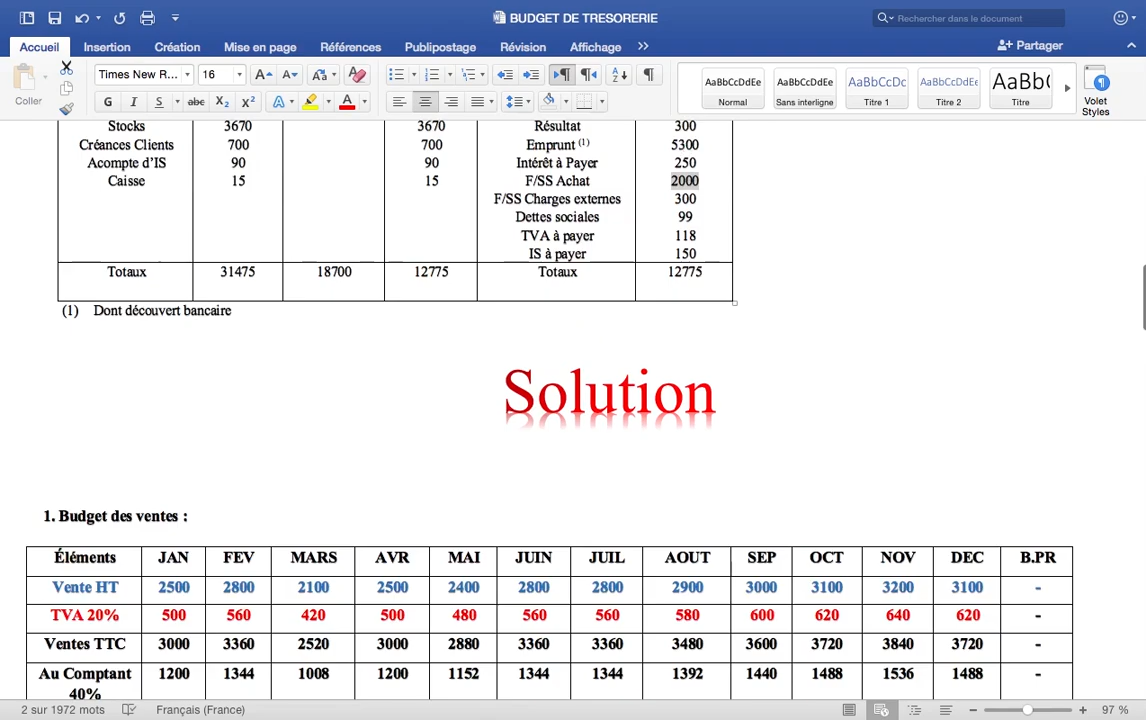 BUDGET DE TRESORERIE
Rechercher dans le document
Accueil Insertion Création Mise en page Références Publipostage Révision Affichage Partager
Coller Times New R... 16
G I S abc X₂ X² A A
AaBbCcDdEe AaBbCcDdEe AaBbCcDc AaBbCcDdEe AaBb(
Normal Sans interligne Titre 1 Titre 2 Titre
Volet Styles
Stocks 3670 3670 Résultat 300
Créances Clients 700 700 Emprunt (1) 5300
Acompte d'IS 90 90 Intérêt à Payer 250
Caisse 15 15 F/SS Achat 2000
F/SS Charges externes 300
Dettes sociales 99
TVA à payer 118
IS à payer 150
Totaux 31475 18700 12775 Totaux 12775
(1) Dont découvert bancaire
Solution
1. Budget des ventes :
Éléments JAN FEV MARS AVR MAI JUIN JUIL AOUT SEP OCT NOV DEC B.PR
Vente HT 2500 2800 2100 2500 2400 2800 2800 2900 3000 3100 3200 3100 -
TVA 20% 500 560 420 500 480 560 560 580 600 620 640 620 -
Ventes TTC 3000 3360 2520 3000 2880 3360 3360 3480 3600 3720 3840 3720 -
Au Comptant 1200 1344 1008 1200 1152 1344 1344 1392 1440 1488 1536 1488 -
40%
2 sur 1972 mots Français (France) 97 %